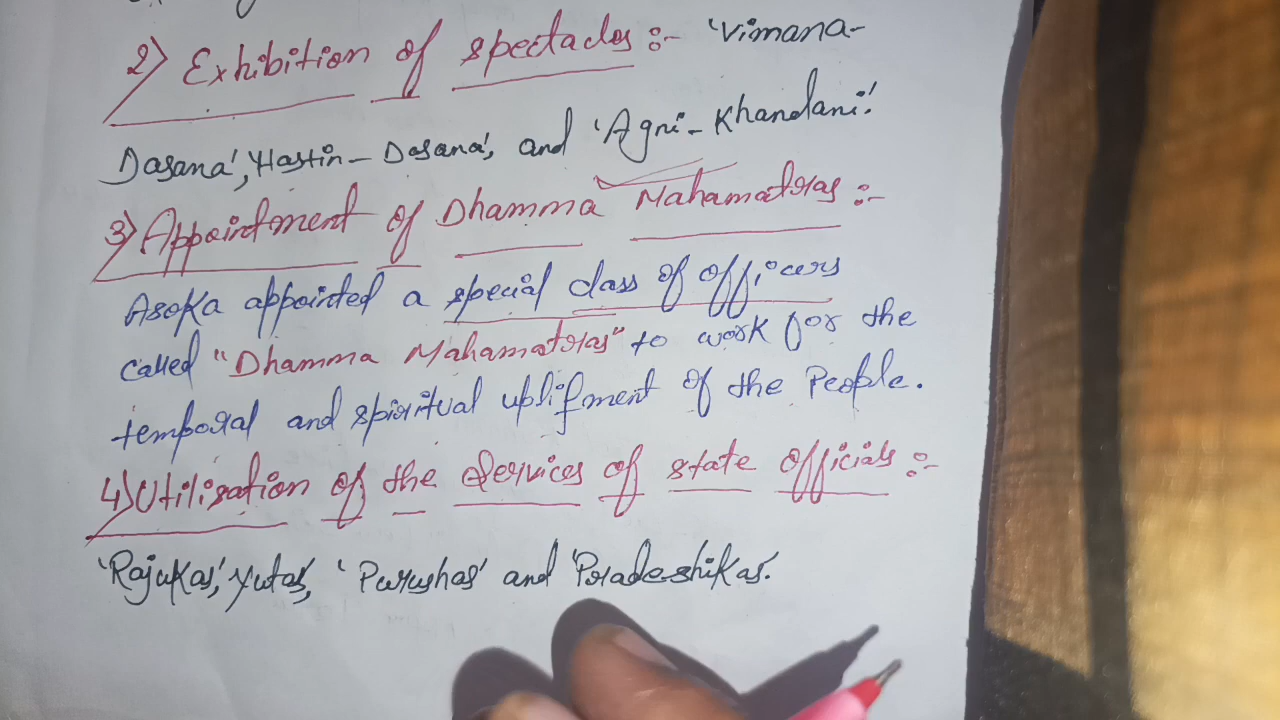 2) Exhibition of spectacles :- 'Vimana-
Dasana', 'Hastin - Dasana', and 'Agni - Khandani'.
3) Appointment of Dhamma Mahamatras :-
Asoka appointed a special class of officers
called "Dhamma Mahamatras" to work for the
temporal and spiritual uplifment of the People.
4) Utilisation of the services of state officials :-
'Rajukas', 'Yutas', 'Purushas' and 'Pradeshikas'.